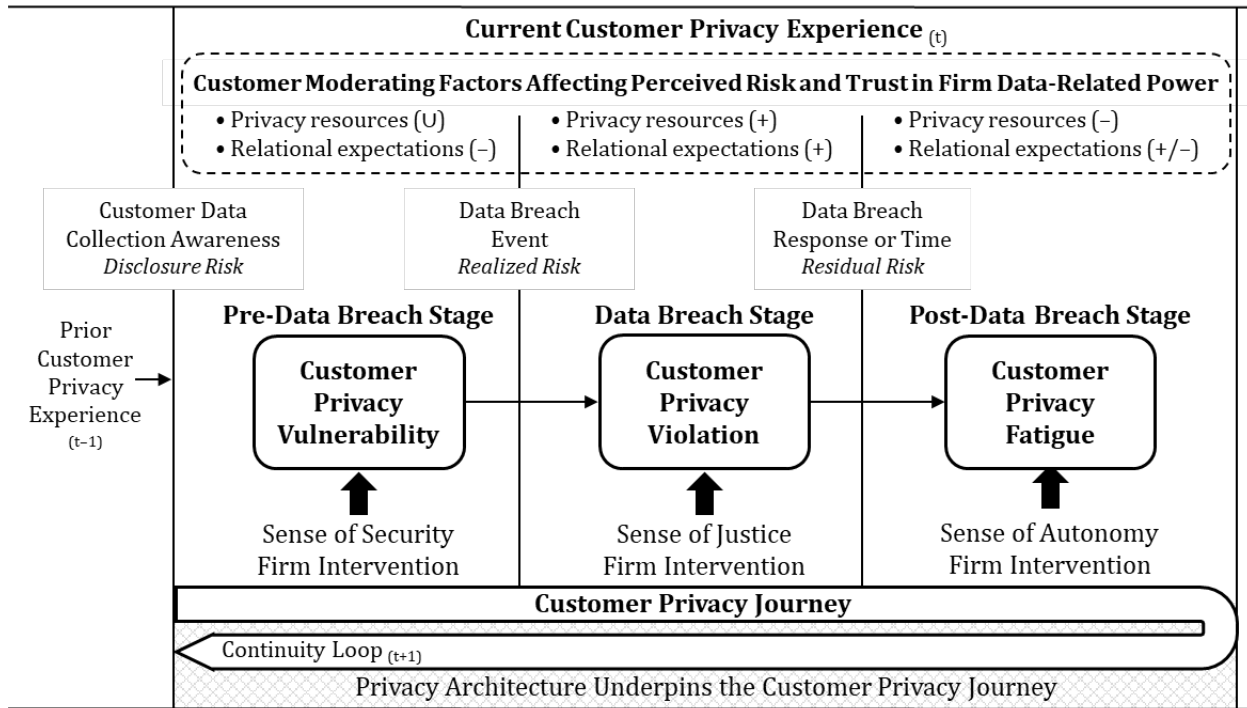 Current Customer Privacy Experience (t)
Customer Moderating Factors Affecting Perceived Risk and Trust in Firm Data-Related Power
• Privacy resources (∪)
• Relational expectations (−)
• Privacy resources (+)
• Relational expectations (+)
• Privacy resources (−)
• Relational expectations (+/−)
Customer Data
Collection Awareness
Disclosure Risk
Data Breach
Event
Realized Risk
Data Breach
Response or Time
Residual Risk
Prior
Customer
Privacy
Experience
(t−1)
Pre-Data Breach Stage
Customer
Privacy
Vulnerability
Sense of Security
Firm Intervention
Data Breach Stage
Customer
Privacy
Violation
Sense of Justice
Firm Intervention
Post-Data Breach Stage
Customer
Privacy
Fatigue
Sense of Autonomy
Firm Intervention
Customer Privacy Journey
Continuity Loop (t+1)
Privacy Architecture Underpins the Customer Privacy Journey